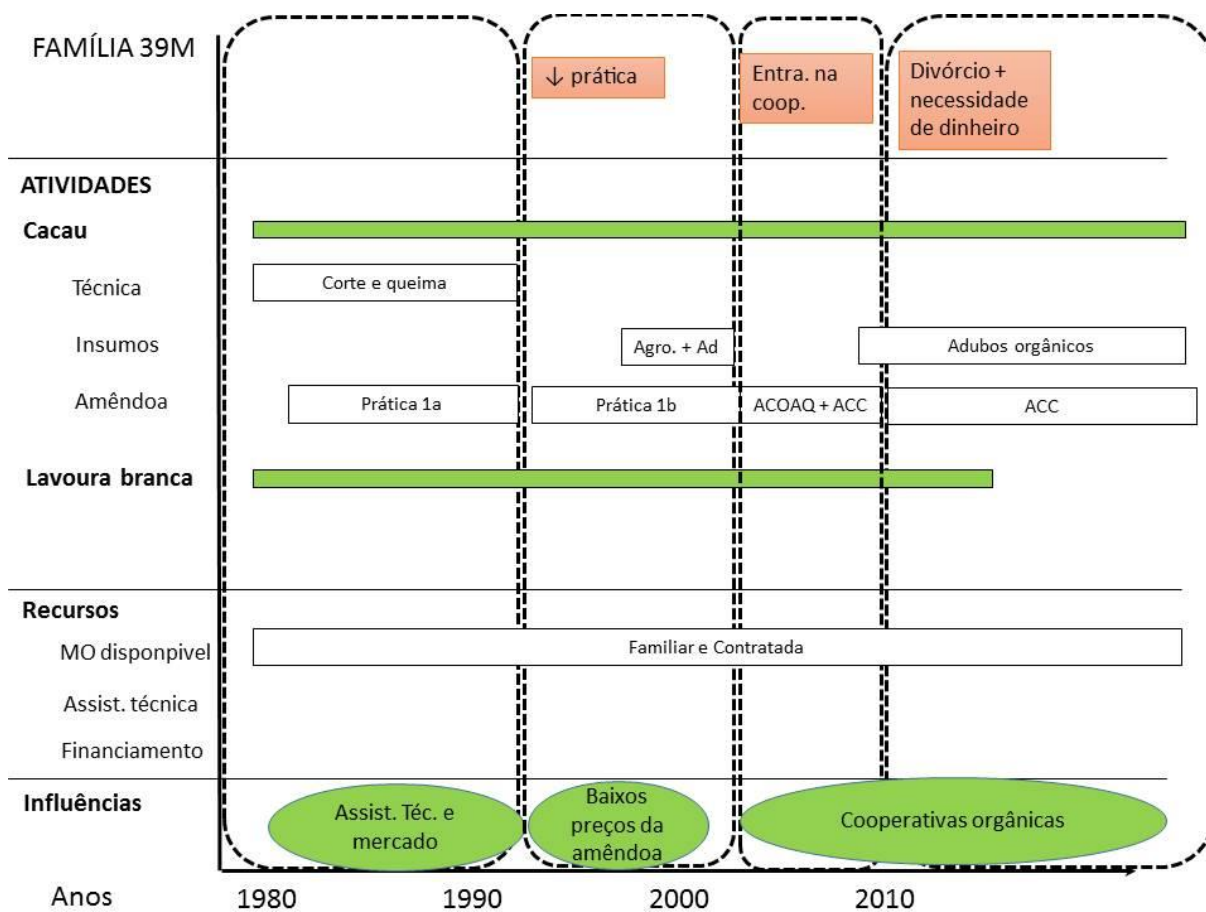 FAMÍLIA 39M
↓ prática
Entra. na
coop.
Divórcio +
necessidade
de dinheiro
ATIVIDADES
Cacau
Técnica
Corte e queima
Insumos
Agro. + Ad
Adubos orgânicos
Amêndoa
Prática 1a
Prática 1b
ACOAQ + ACC
ACC
Lavoura branca
Recursos
MO disponpivel
Familiar e Contratada
Assist. técnica
Financiamento
Influências
Assist. Téc. e
mercado
Baixos
preços da
amêndoa
Cooperativas orgânicas
Anos
1980
1990
2000
2010